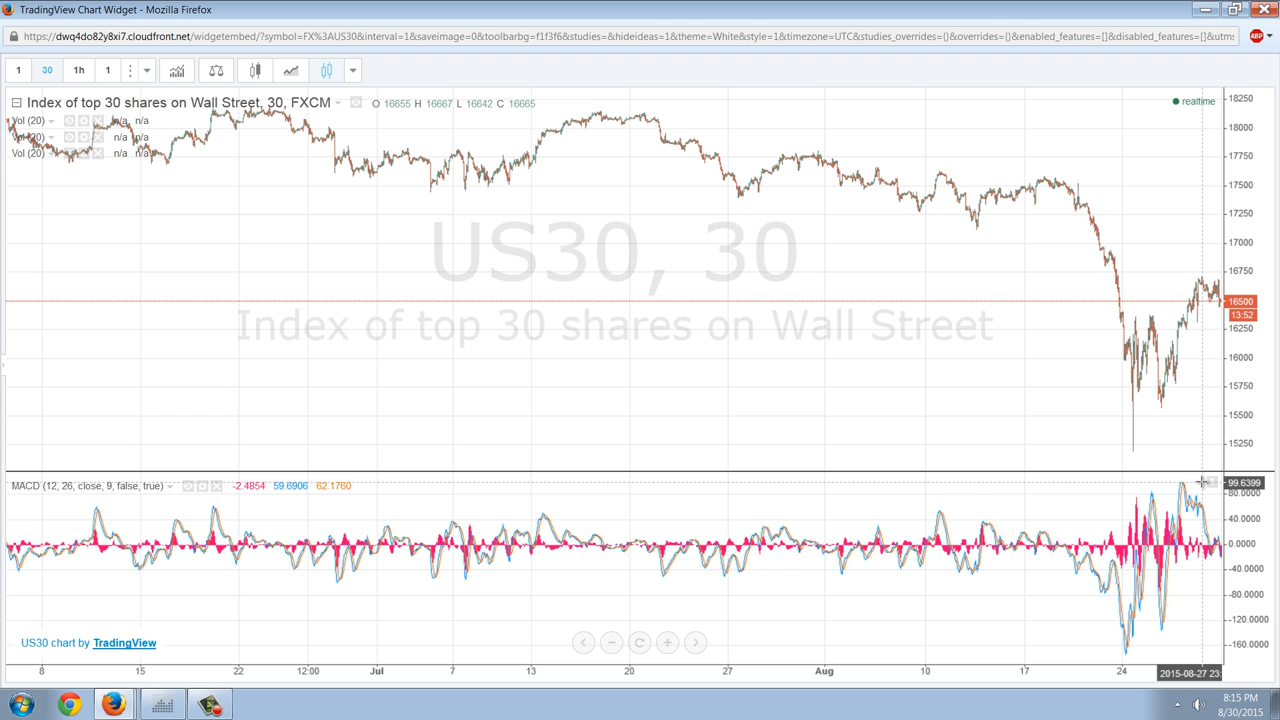 TradingView Chart Widget - Mozilla Firefox
https://dwq4do82y8xi7.cloudfront.net/widgetembed/?symbol=FX%3AUS30&interval=1&saveimage=0&toolbarbg=f1f3f6&studies=&hideideas=1&theme=White&style=1&timezone=UTC&studies_overrides={}&overrides={}&enabled_features={}&disabled_features={}&utm
ABP
1 30 1h 1
Index of top 30 shares on Wall Street, 30, FXCM O 16655 H 16667 L 16642 C 16665
realtime
Vol (20) n/a n/a
Vol (20) n/a n/a
Vol (20) n/a n/a
US30, 30
Index of top 30 shares on Wall Street
18250
18000
17750
17500
17250
17000
16750
16500
13:52
16250
16000
15750
15500
15250
MACD (12, 26, close, 9, false, true) -2.4854 59.6906 62.1760
99.6399
80.0000
40.0000
0.0000
-40.0000
-80.0000
-120.0000
-160.0000
US30 chart by TradingView
8 15 22 12:00 Jul 7 13 20 27 Aug 10 17 24
2015-08-27 23:
8:15 PM
8/30/2015